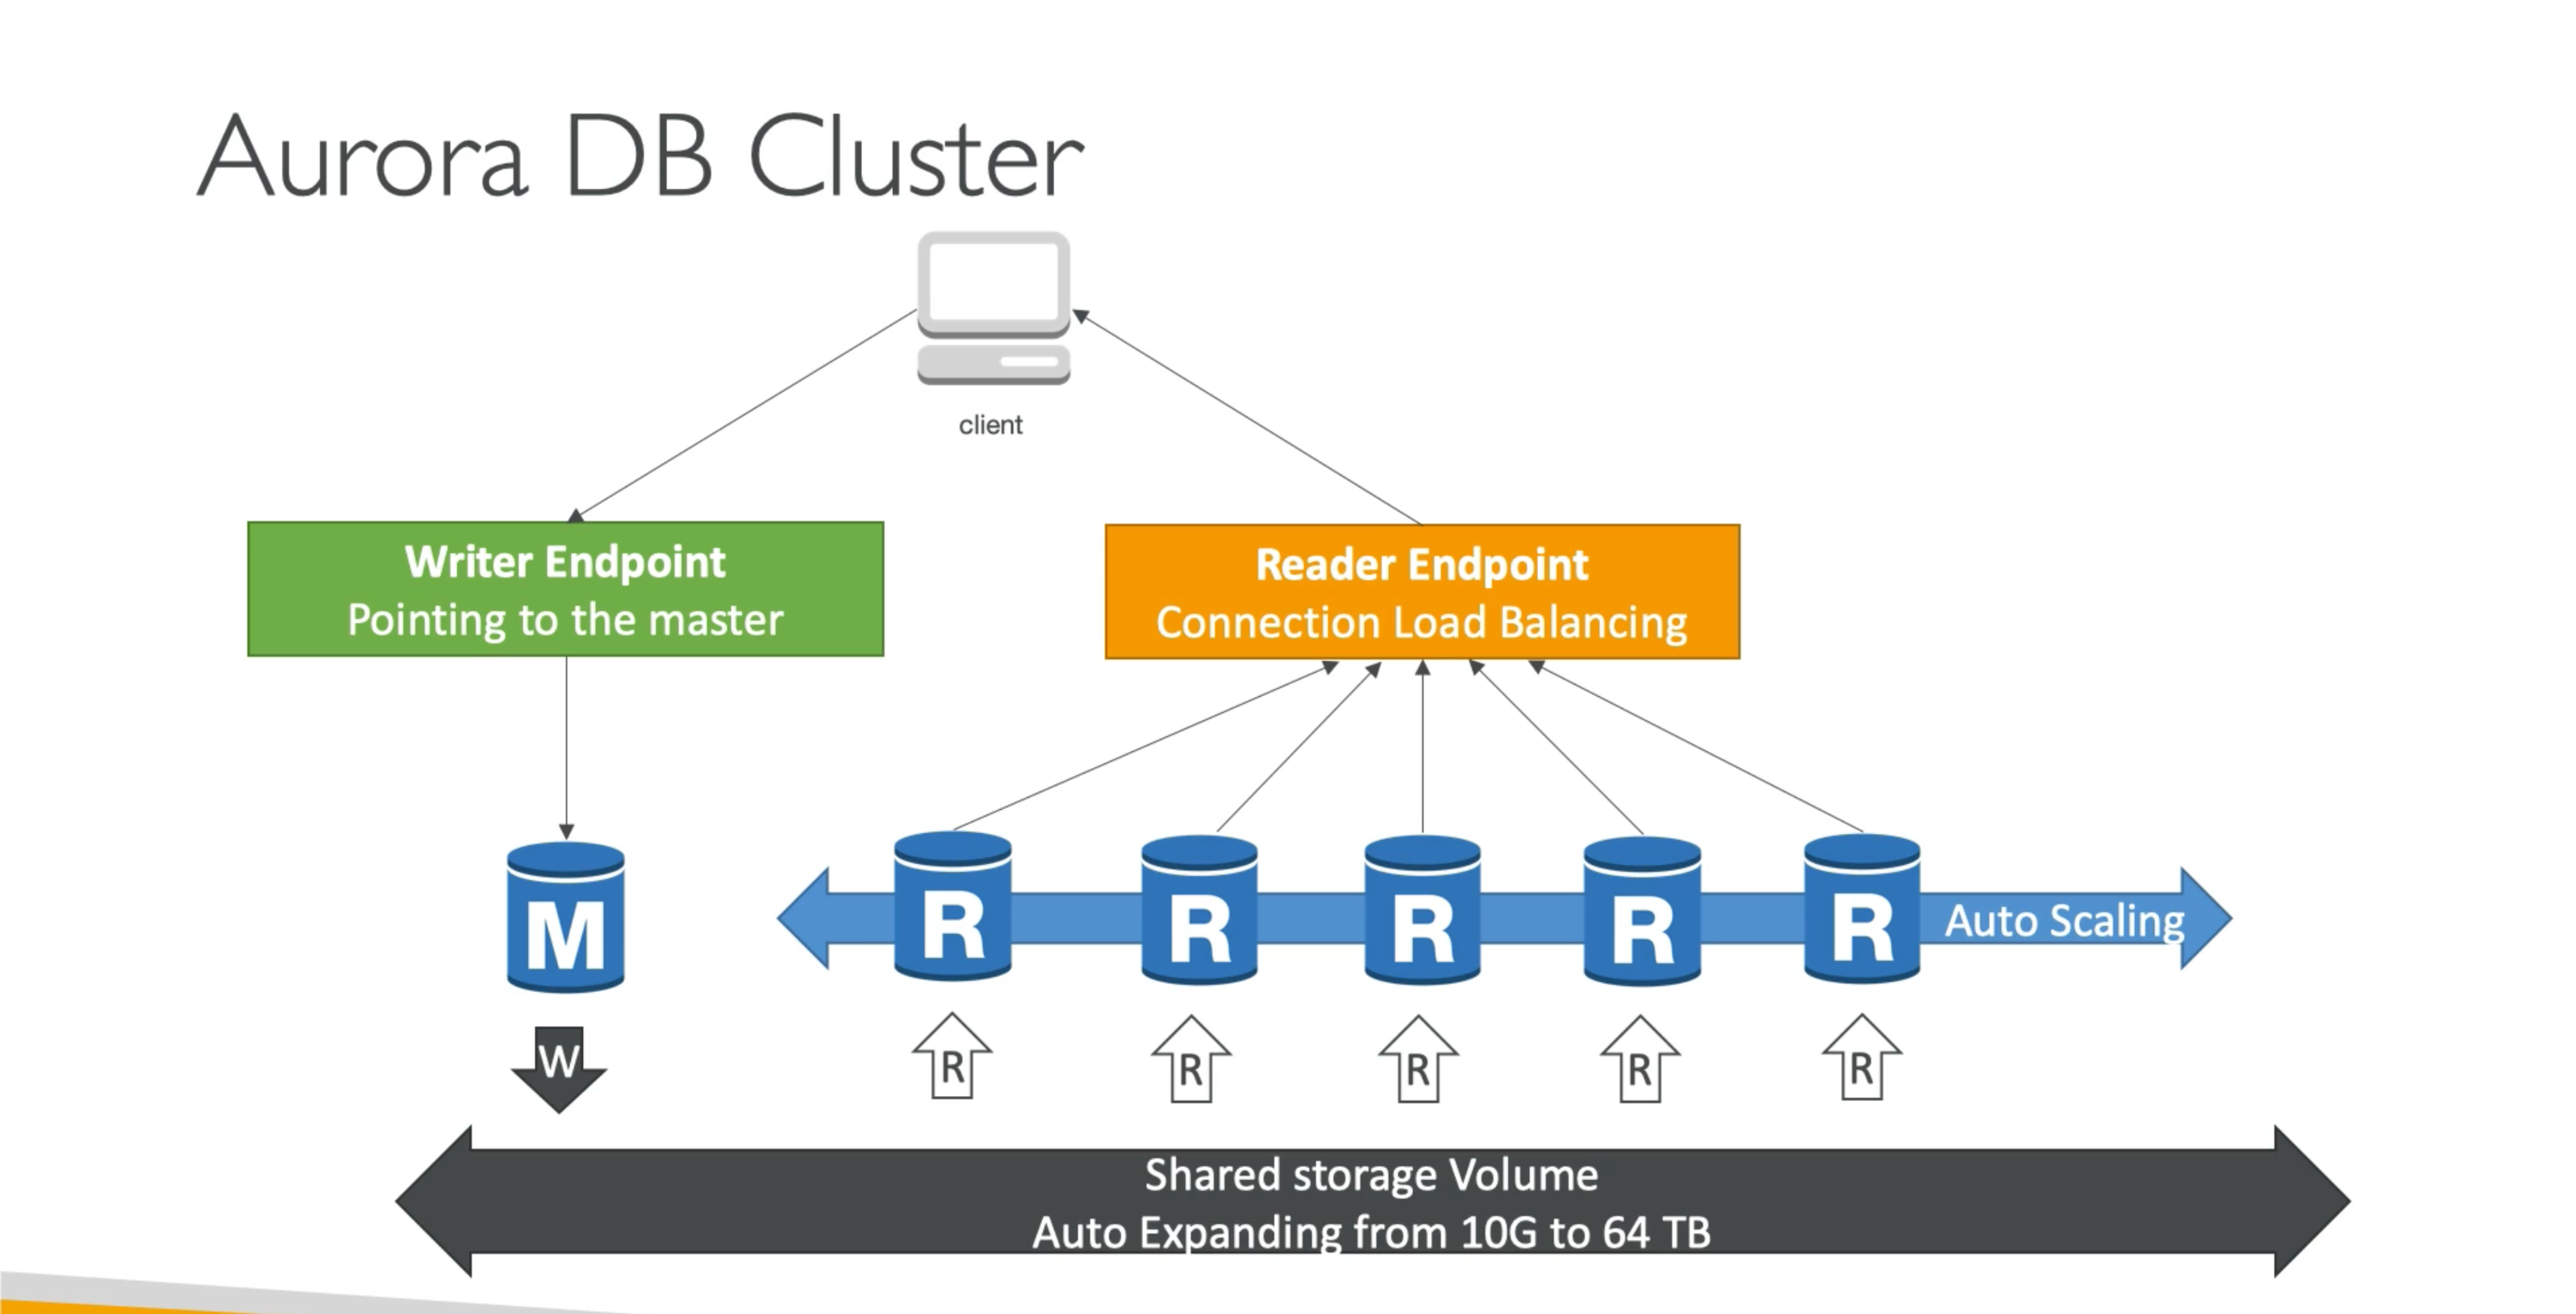 Aurora DB Cluster
client
Writer Endpoint
Pointing to the master
Reader Endpoint
Connection Load Balancing
M
R
R
R
R
R
Auto Scaling
W
R
R
R
R
R
Shared storage Volume
Auto Expanding from 10G to 64 TB